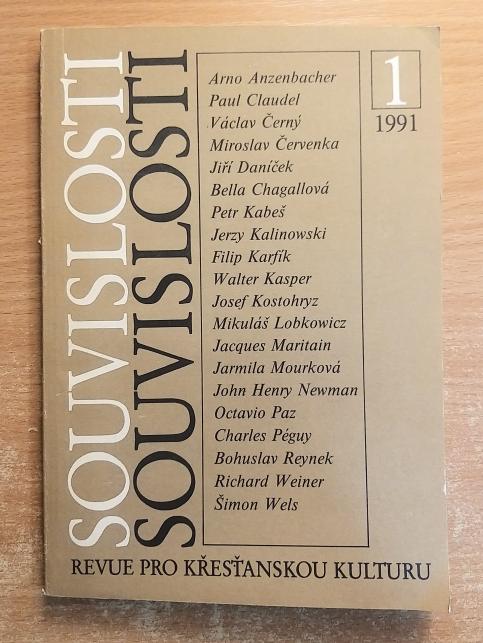 SOUVISLOSTI
SOUVISLOSTI
Arno Anzenbacher
Paul Claudel
Václav Černý
Miroslav Červenka
Jiří Daníček
Bella Chagallová
Petr Kabeš
Jerzy Kalinowski
Filip Karfík
Walter Kasper
Josef Kostohryz
Mikuláš Lobkowicz
Jacques Maritain
Jarmila Mourková
John Henry Newman
Octavio Paz
Charles Péguy
Bohuslav Reynek
Richard Weiner
Šimon Wels
1
1991
REVUE PRO KŘESŤANSKOU KULTURU